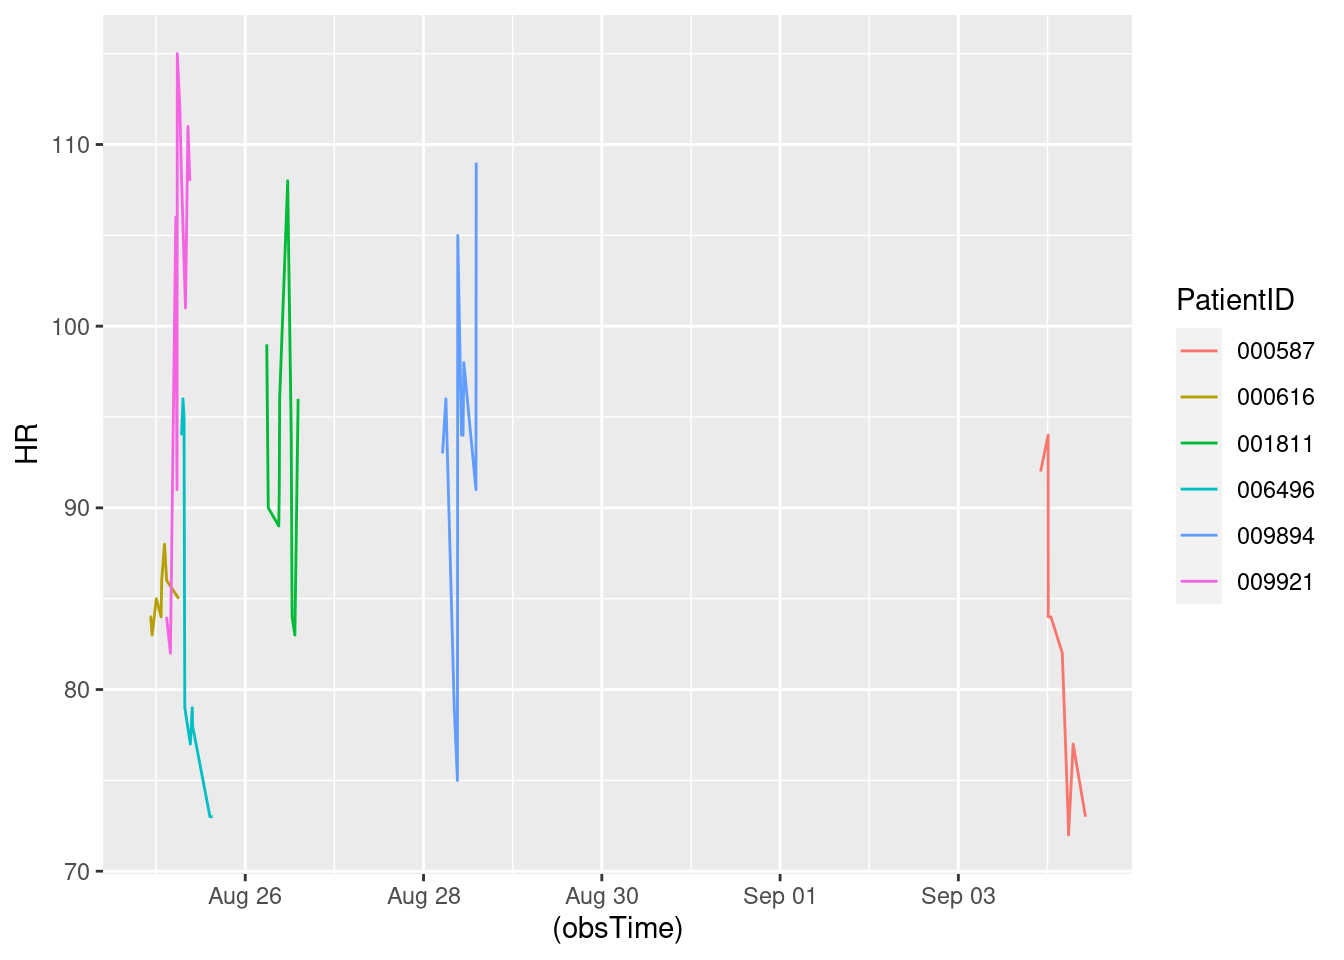 HR
110
100
90
80
70
Aug 26
Aug 28
Aug 30
Sep 01
Sep 03
(obsTime)
PatientID
000587
000616
001811
006496
009894
009921